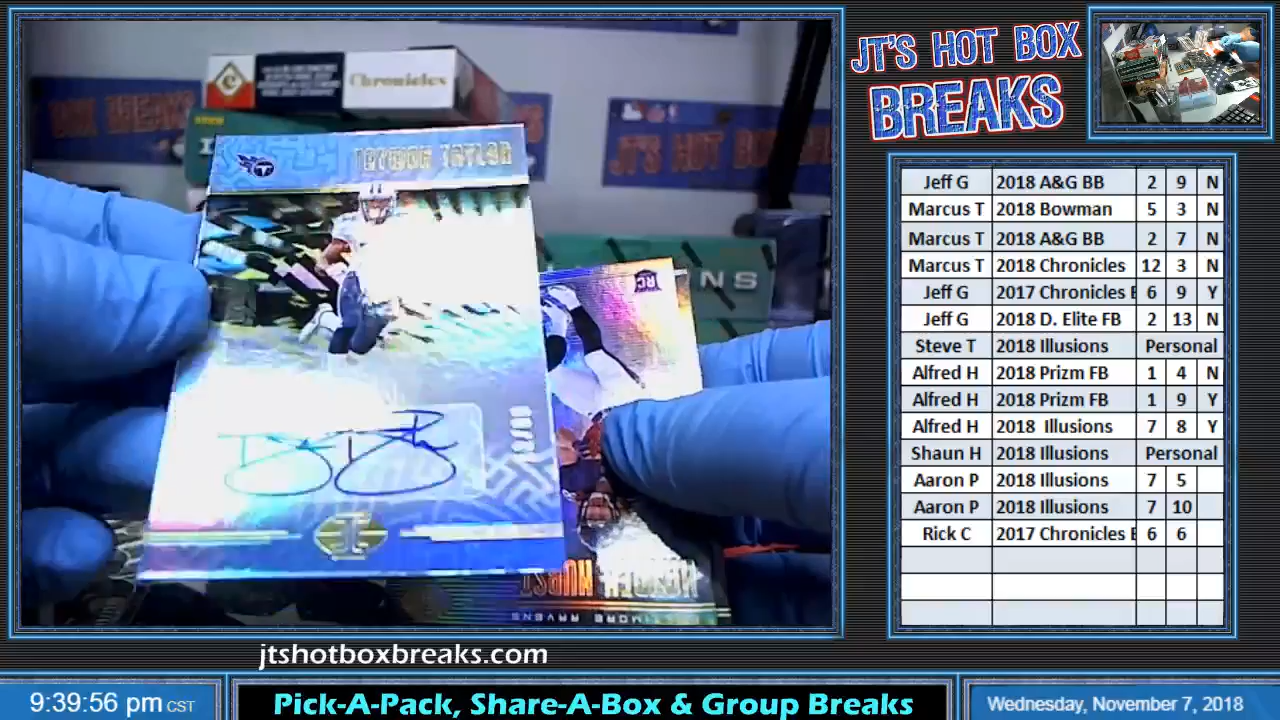 JT'S HOT BOX
BREAKS
Chronicles
Jeff G 2018 A&G BB 2 9 N
Marcus T 2018 Bowman 5 3 N
Marcus T 2018 A&G BB 2 7 N
Marcus T 2018 Chronicles 12 3 N
Jeff G 2017 Chronicles E 6 9 Y
Jeff G 2018 D. Elite FB 2 13 N
Steve T 2018 Illusions Personal
Alfred H 2018 Prizm FB 1 4 N
Alfred H 2018 Prizm FB 1 9 Y
Alfred H 2018 Illusions 7 8 Y
Shaun H 2018 Illusions Personal
Aaron P 2018 Illusions 7 5
Aaron P 2018 Illusions 7 10
Rick C 2017 Chronicles E 6 6
RC
HURST
jtshotboxbreaks.com
9:39:56 pm CST
Pick-A-Pack, Share-A-Box & Group Breaks
Wednesday, November 7, 2018